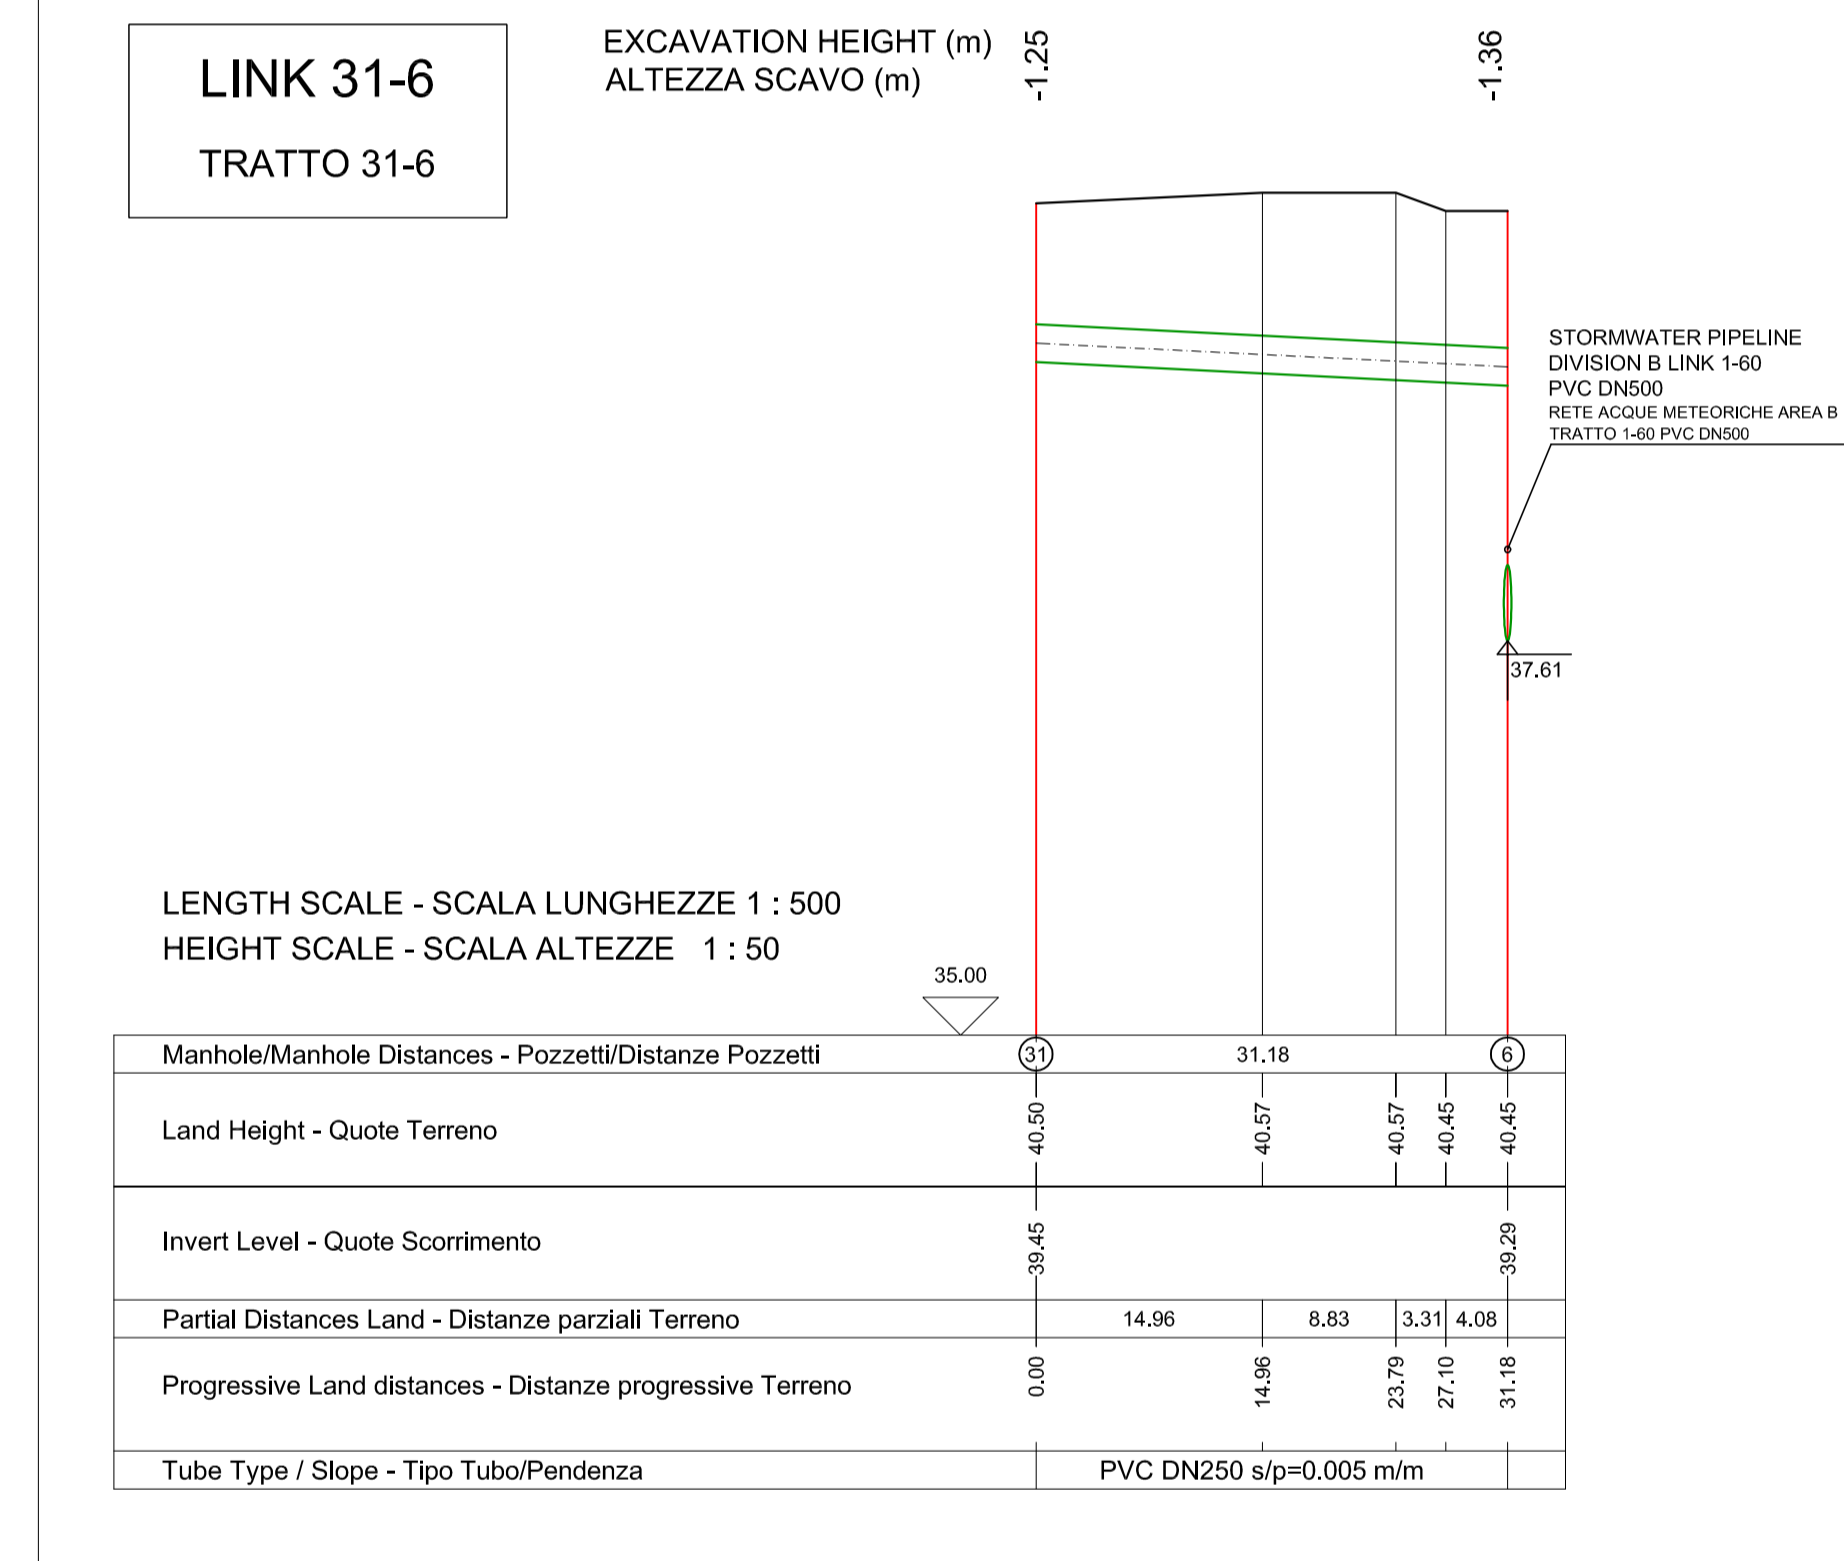 LINK 31-6
TRATTO 31-6
EXCAVATION HEIGHT (m)
ALTEZZA SCAVO (m)
-1.25
-1.36
STORMWATER PIPELINE
DIVISION B LINK 1-60
PVC DN500
RETE ACQUE METEORICHE AREA B
TRATTO 1-60 PVC DN500
37.61
LENGTH SCALE - SCALA LUNGHEZZE 1 : 500
HEIGHT SCALE - SCALA ALTEZZE 1 : 50
35.00
Manhole/Manhole Distances - Pozzetti/Distanze Pozzetti 31 31.18 6
Land Height - Quote Terreno 40.50 40.57 40.57 40.45 40.45
Invert Level - Quote Scorrimento 39.45 39.29
Partial Distances Land - Distanze parziali Terreno 14.96 8.83 3.31 4.08
Progressive Land distances - Distanze progressive Terreno 0.00 14.96 23.79 27.10 31.18
Tube Type / Slope - Tipo Tubo/Pendenza PVC DN250 s/p=0.005 m/m